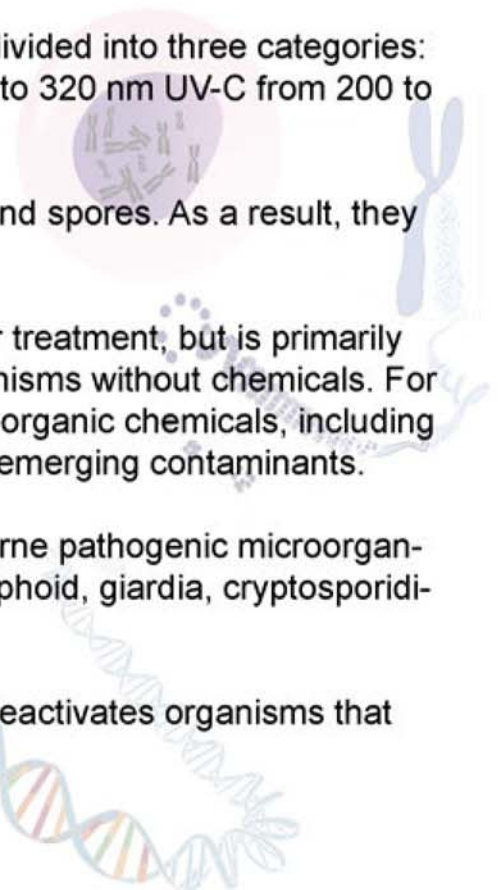 divided into three categories:
to 320 nm UV-C from 200 to
nd spores. As a result, they
treatment, but is primarily
nisms without chemicals. For
organic chemicals, including
emerging contaminants.
rne pathogenic microorgan-
phoid, giardia, cryptosporidi-
eactivates organisms that